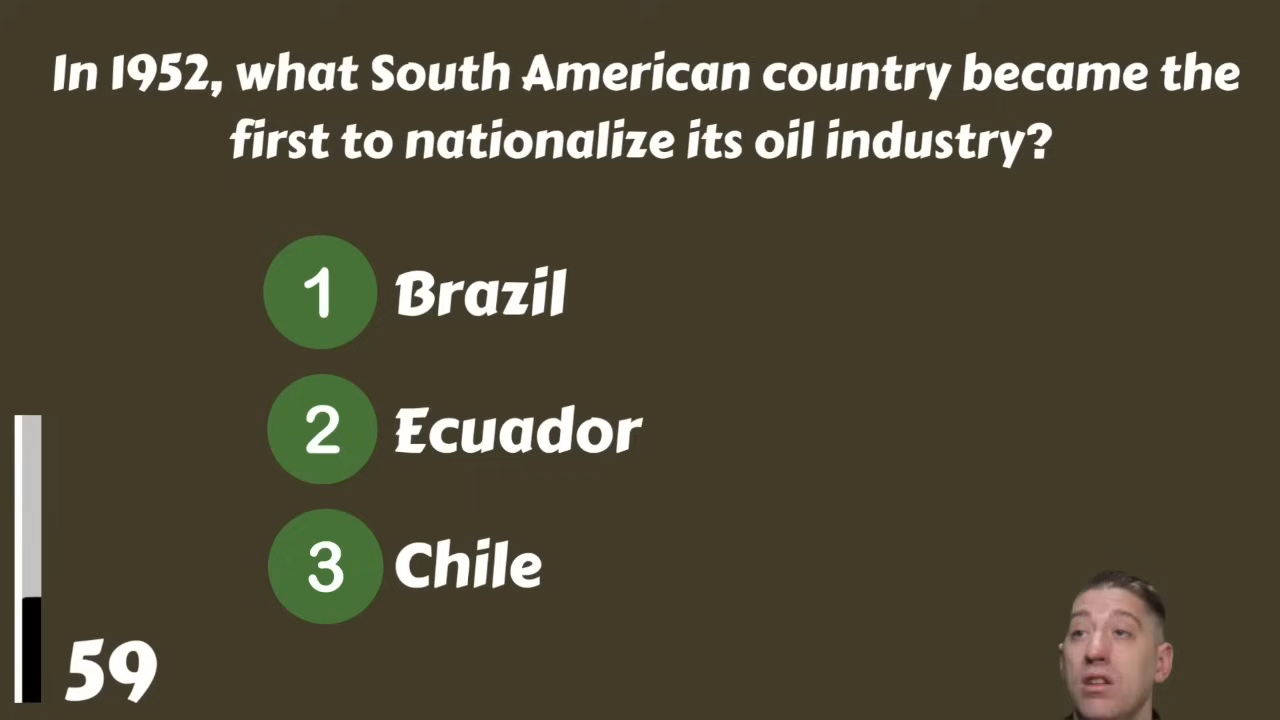 In 1952, what South American country became the
first to nationalize its oil industry?
1 Brazil
2 Ecuador
3 Chile
59